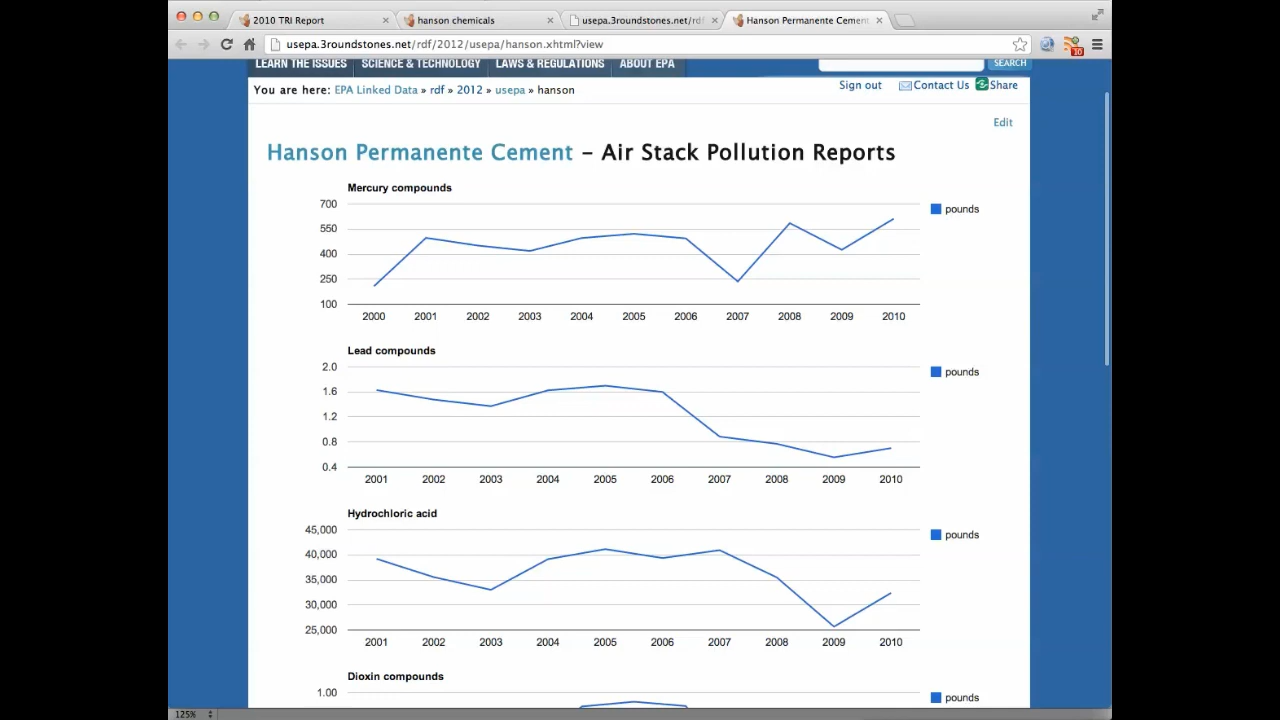 2010 TRI Report
hanson chemicals
usepa.3roundstones.net/rdf
Hanson Permanente Cement
usepa.3roundstones.net/rdf/2012/usepa/hanson.xhtml?view
10
LEARN THE ISSUES SCIENCE & TECHNOLOGY LAWS & REGULATIONS ABOUT EPA SEARCH
You are here: EPA Linked Data » rdf » 2012 » usepa » hanson
Sign out Contact Us Share
Edit
Hanson Permanente Cement – Air Stack Pollution Reports
Mercury compounds
700
550
400
250
100
pounds
2000 2001 2002 2003 2004 2005 2006 2007 2008 2009 2010
Lead compounds
2.0
1.6
1.2
0.8
0.4
pounds
2001 2002 2003 2004 2005 2006 2007 2008 2009 2010
Hydrochloric acid
45,000
40,000
35,000
30,000
25,000
pounds
2001 2002 2003 2004 2005 2006 2007 2008 2009 2010
Dioxin compounds
1.00
pounds
125%